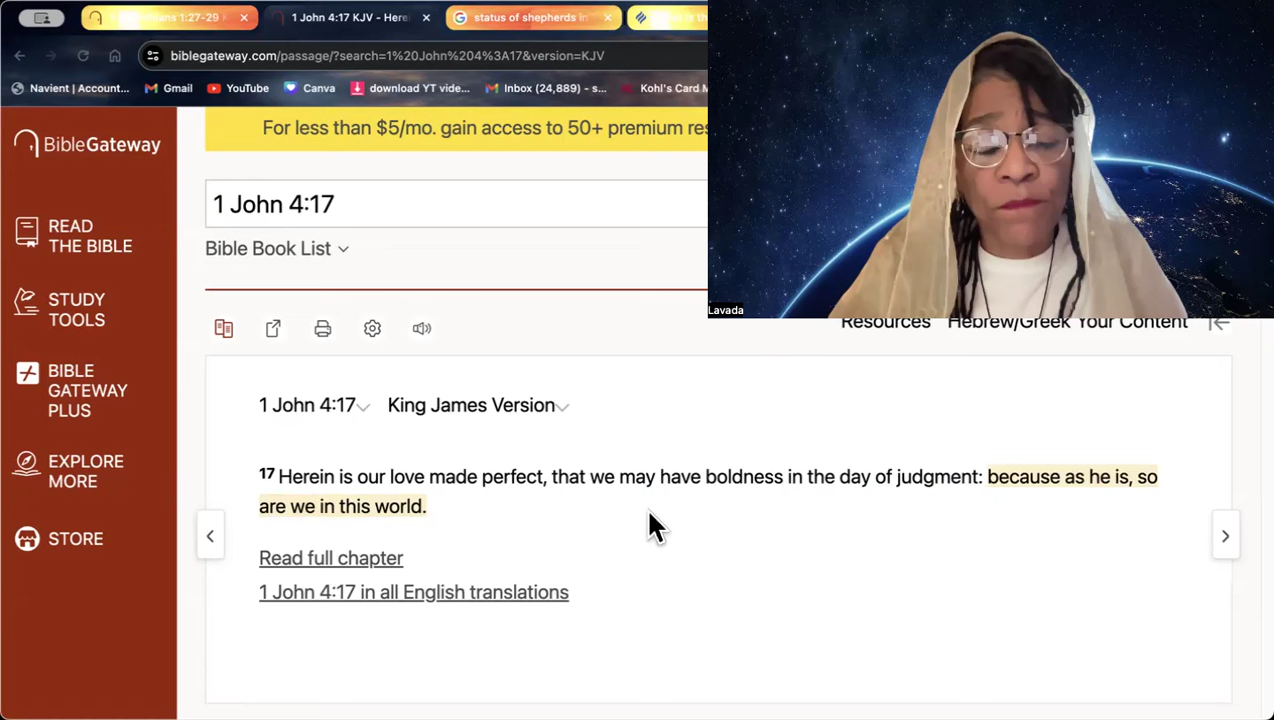 Corinthians 1:27-29 K
1 John 4:17 KJV - Here
status of shepherds in
biblegateway.com/passage/?search=1%20John%204%3A17&version=KJV
Navient | Account... Gmail YouTube Canva download YT vide... Inbox (24,889) – s... Kohl's Card M
BibleGateway
For less than $5/mo. gain access to 50+ premium res
1 John 4:17
Bible Book List
READ
THE BIBLE
STUDY
TOOLS
BIBLE
GATEWAY
PLUS
EXPLORE
MORE
STORE
Lavada
Resources Hebrew/Greek Your Content
1 John 4:17 King James Version
17 Herein is our love made perfect, that we may have boldness in the day of judgment: because as he is, so
are we in this world.
Read full chapter
1 John 4:17 in all English translations